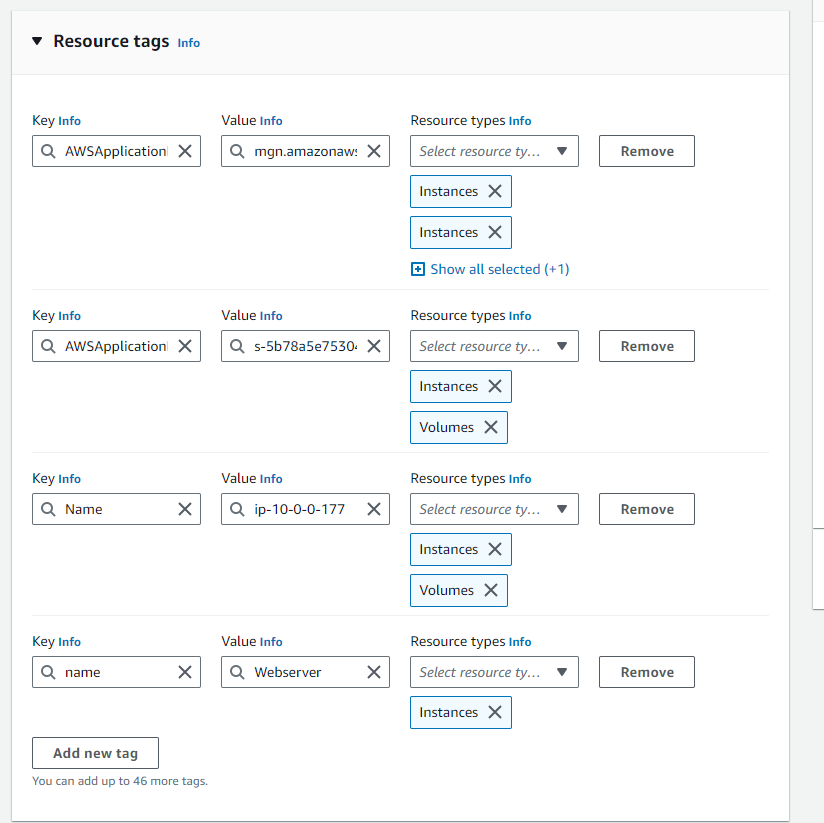 Resource tags Info
Key Info Value Info Resource types Info
AWSApplication mgn.amazonaws Select resource ty... Remove
Instances
Instances
Show all selected (+1)
Key Info Value Info Resource types Info
AWSApplication s-5b78a5e75304 Select resource ty... Remove
Instances
Volumes
Key Info Value Info Resource types Info
Name ip-10-0-0-177 Select resource ty... Remove
Instances
Volumes
Key Info Value Info Resource types Info
name Webserver Select resource ty... Remove
Instances
Add new tag
You can add up to 46 more tags.